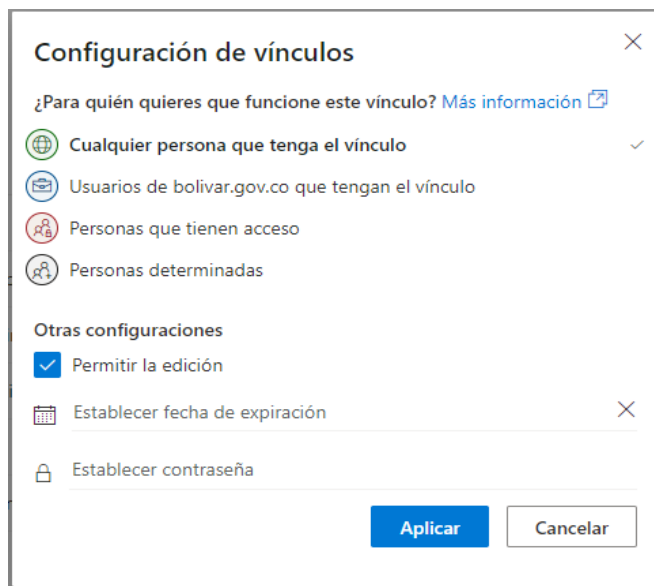 Configuración de vínculos
¿Para quién quieres que funcione este vínculo? Más información
Cualquier persona que tenga el vínculo
Usuarios de bolivar.gov.co que tengan el vínculo
Personas que tienen acceso
Personas determinadas
Otras configuraciones
Permitir la edición
Establecer fecha de expiración
Establecer contraseña
Aplicar Cancelar